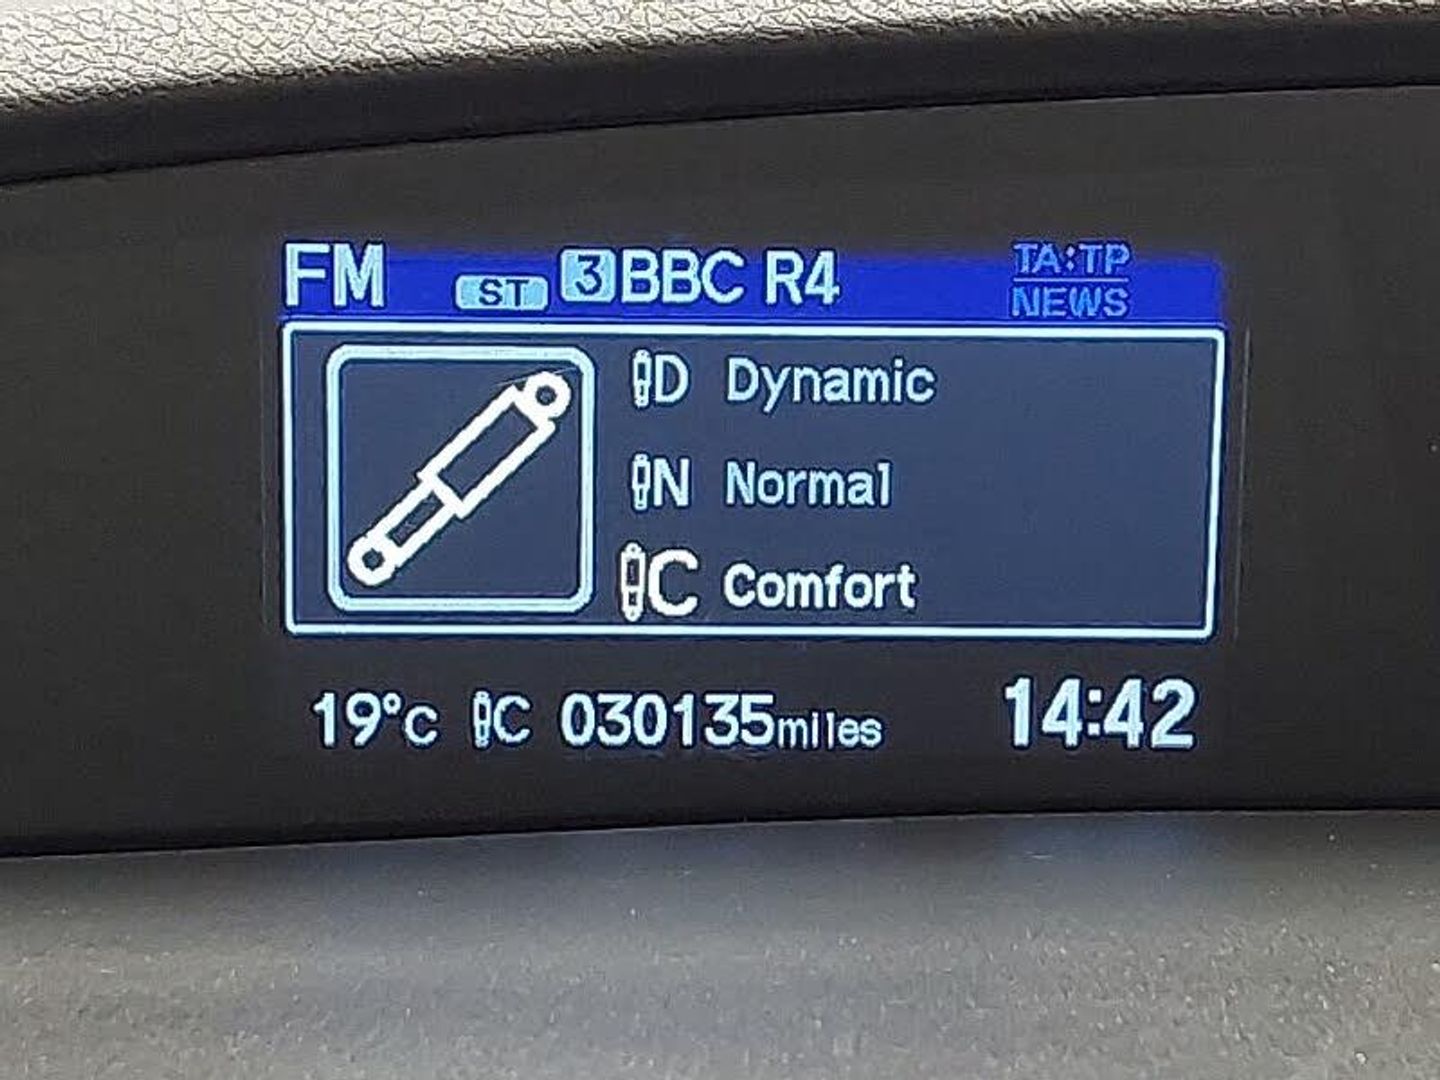 FM ST 3 BBC R4 TA:TP
NEWS
D Dynamic
N Normal
C Comfort
19°C C 030135miles 14:42